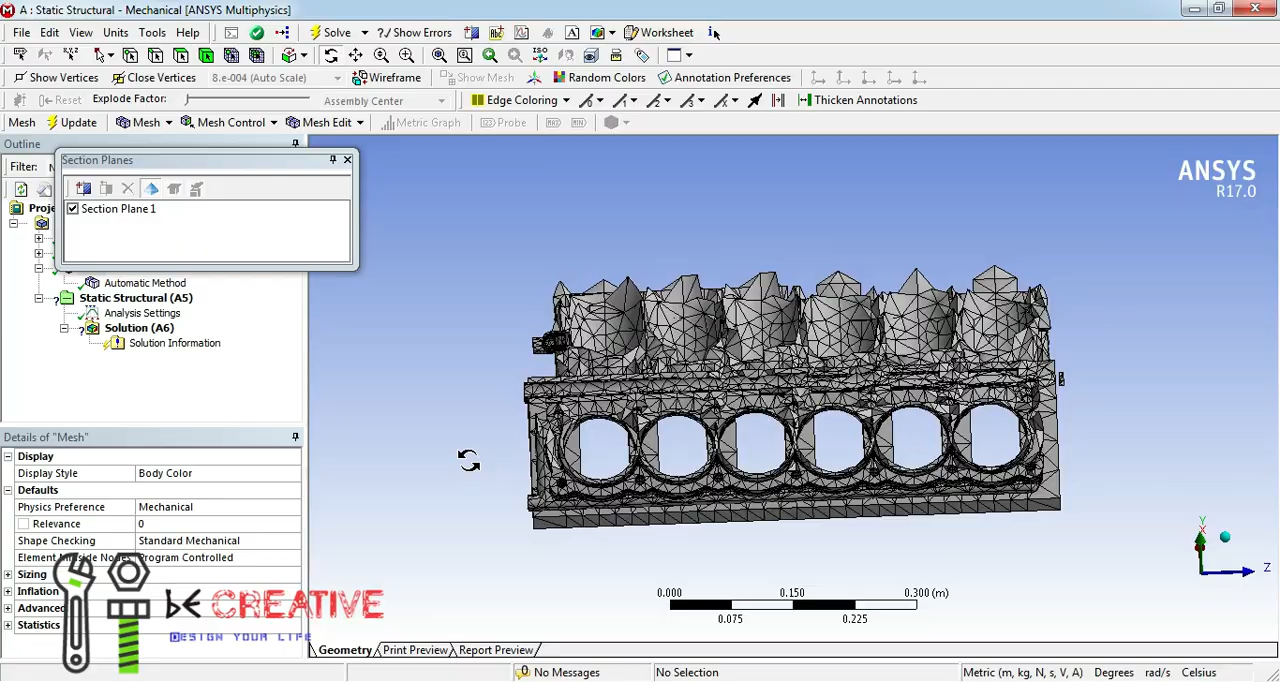 A : Static Structural - Mechanical [ANSYS Multiphysics]
File Edit View Units Tools Help Solve ?/ Show Errors Worksheet
Show Vertices Close Vertices 8.e-004 (Auto Scale) Wireframe Show Mesh Random Colors Annotation Preferences
Reset Explode Factor: Assembly Center Edge Coloring Thicken Annotations
Mesh Update Mesh Mesh Control Mesh Edit Metric Graph Probe MAX MIN
Outline
Filter:
Section Planes
Section Plane 1
Automatic Method
Static Structural (A5)
Analysis Settings
Solution (A6)
Solution Information
Details of "Mesh"
Display
Display Style Body Color
Defaults
Physics Preference Mechanical
Relevance 0
Shape Checking Standard Mechanical
Program Controlled
Sizing
Inflation
Advanced
Statistics
BE CREATIVE
DESIGN YOUR LIFE
ANSYS
R17.0
0.000 0.150 0.300 (m)
0.075 0.225
Y
X
Z
Geometry Print Preview Report Preview
No Messages No Selection Metric (m, kg, N, s, V, A) Degrees rad/s Celsius